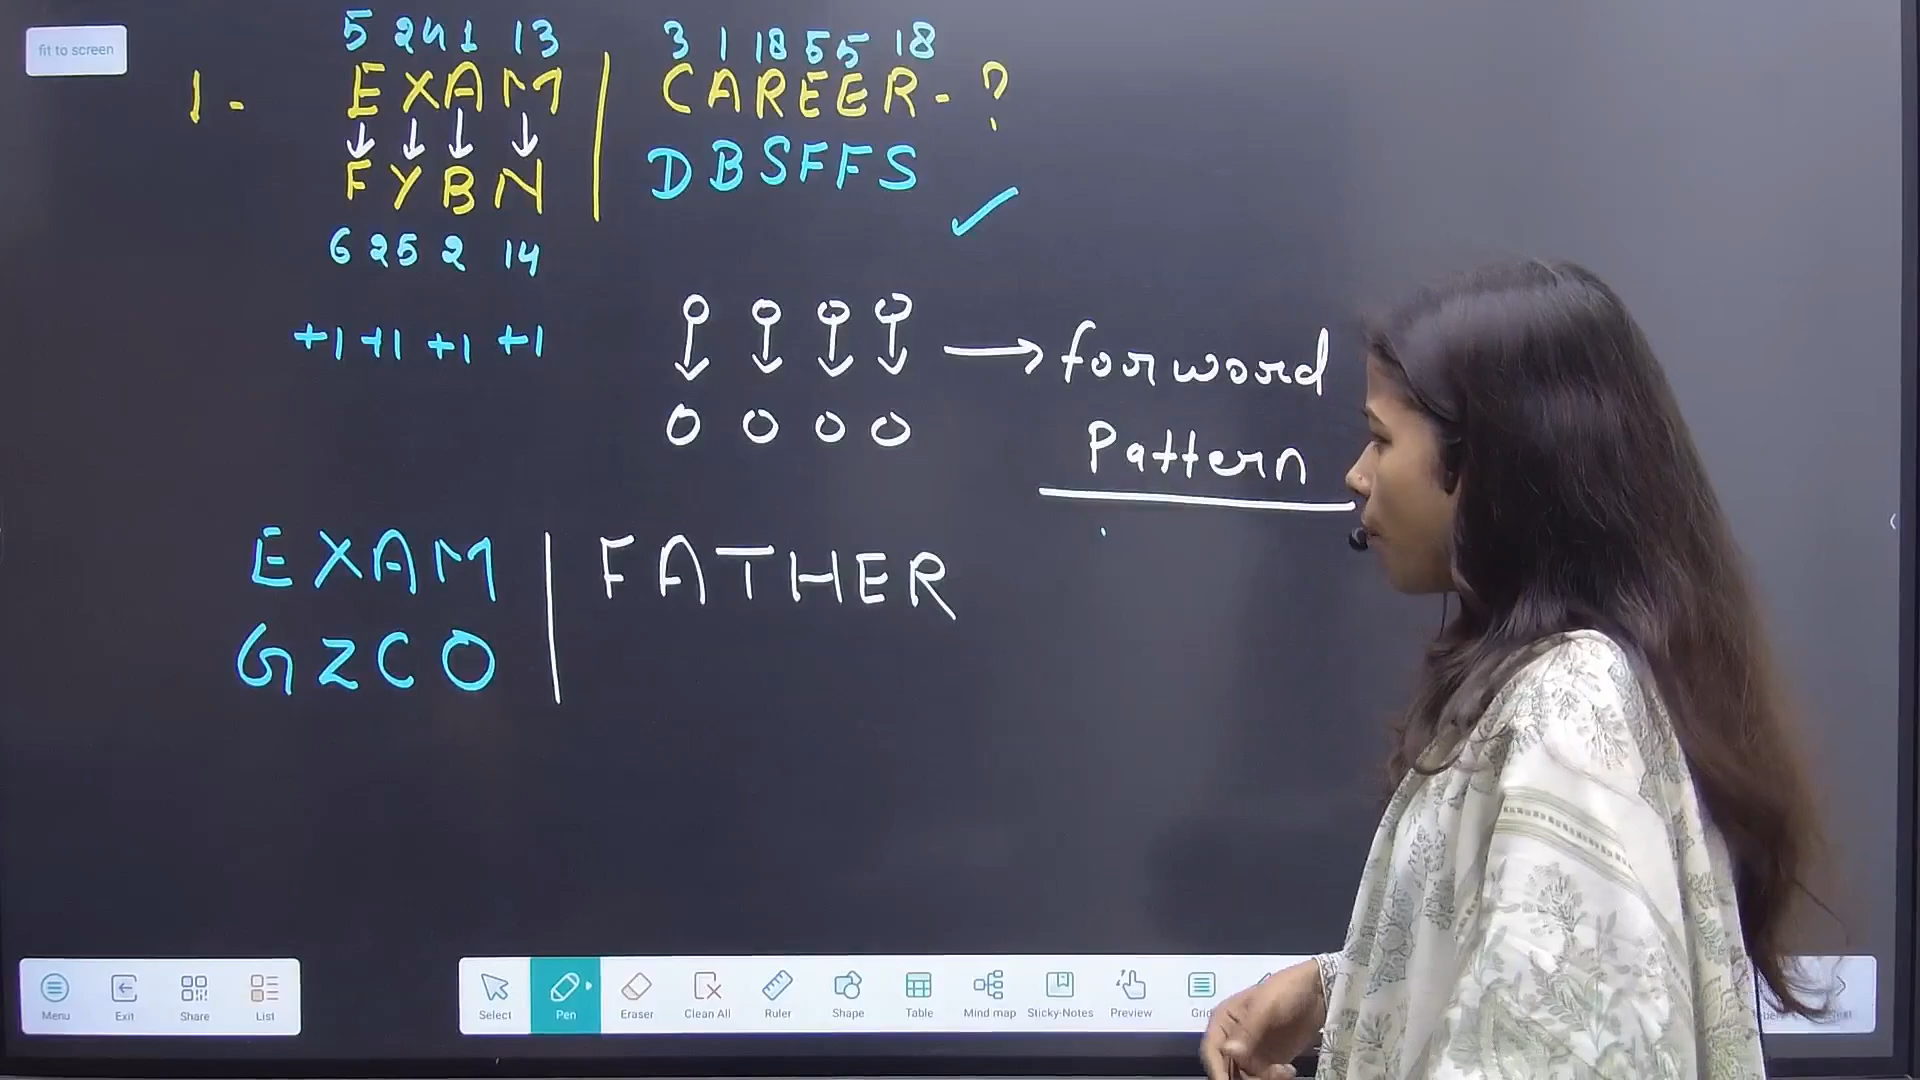 fit to screen
5 24 1 13
3 1 18 5 5 18
1- EXAM | CAREER - ?
FYBN
DBSFFS
6 25 2 14
+1 +1 +1 +1
forword
Pattern
EXAM | FATHER
GZCO
Menu Exit Share List
Select Pen Eraser Clean All Ruler Shape Table Mind map Sticky-Notes Preview